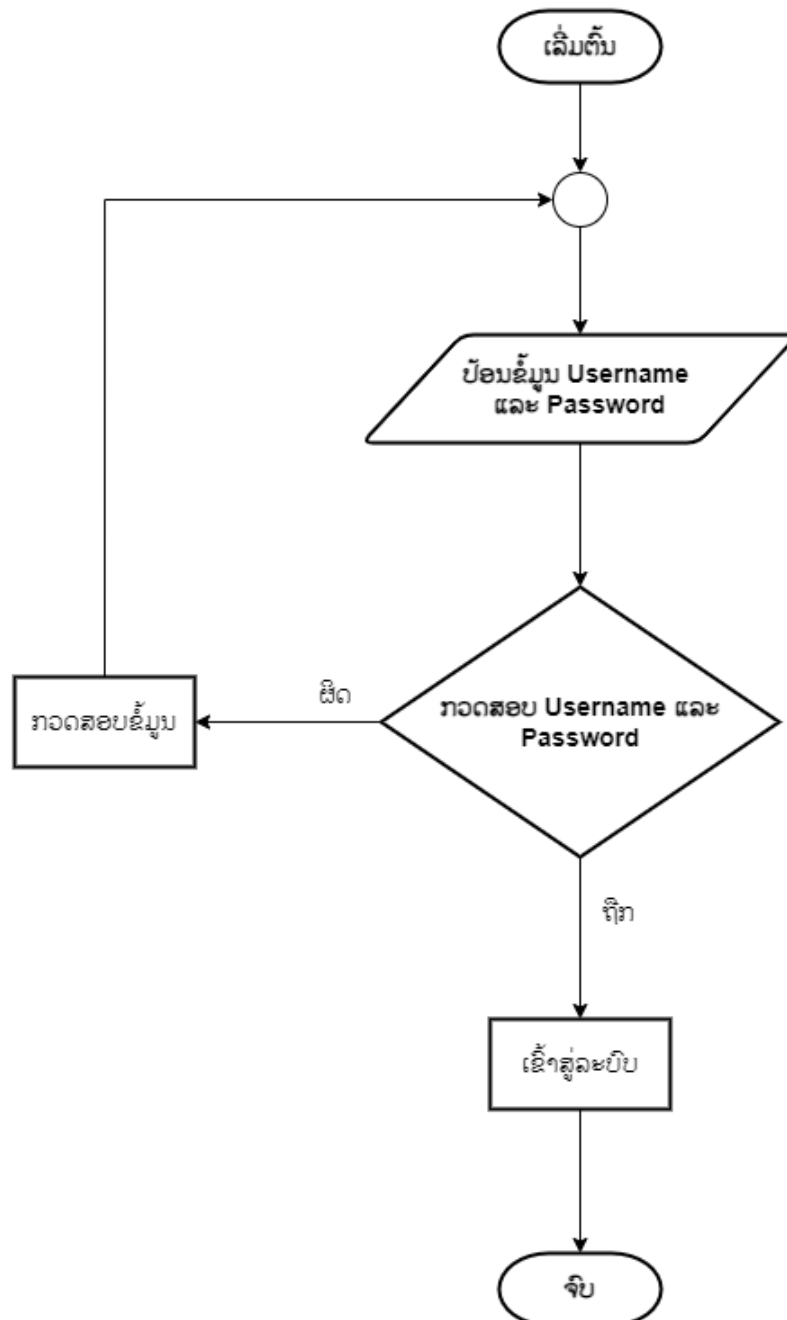 ເລີ່ມຕົ້ນ
ປ້ອນຂໍ້ມູນ Username
ແລະ Password
ກວດສອບ Username ແລະ
Password
ຜິດ
ກວດສອບຂໍ້ມູນ
ຖືກ
ເຂົ້າສູ່ລະບົບ
ຈົບ